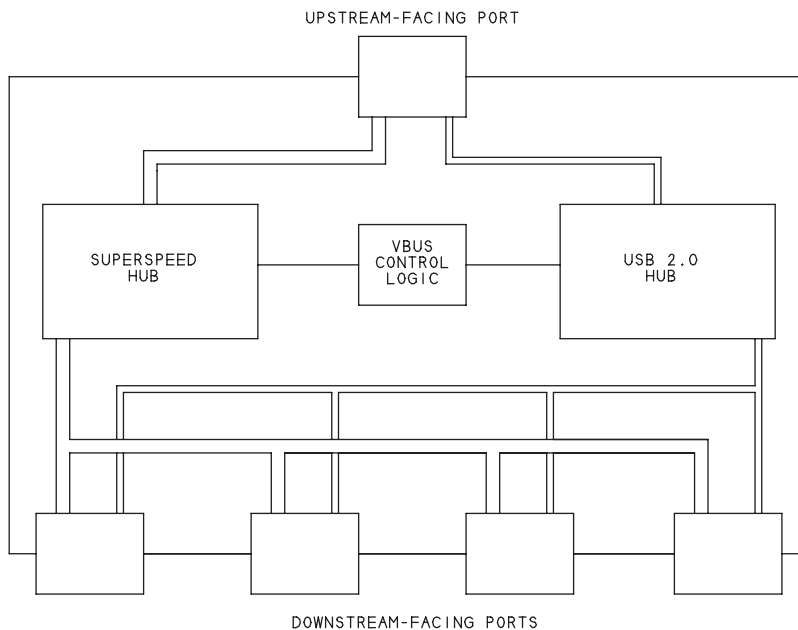 UPSTREAM-FACING PORT
SUPERSPEED
HUB
VBUS
CONTROL
LOGIC
USB 2.0
HUB
DOWNSTREAM-FACING PORTS